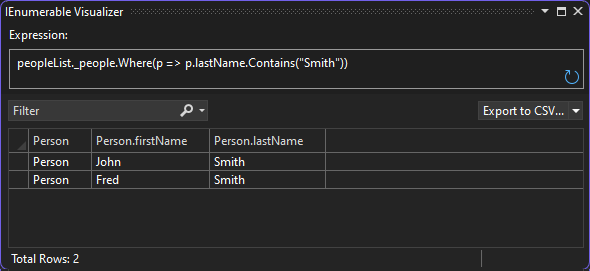 IEnumerable Visualizer
Expression:
peopleList._people.Where(p => p.lastName.Contains("Smith"))
Filter
Export to CSV...
Person Person.firstName Person.lastName
Person John Smith
Person Fred Smith
Total Rows: 2